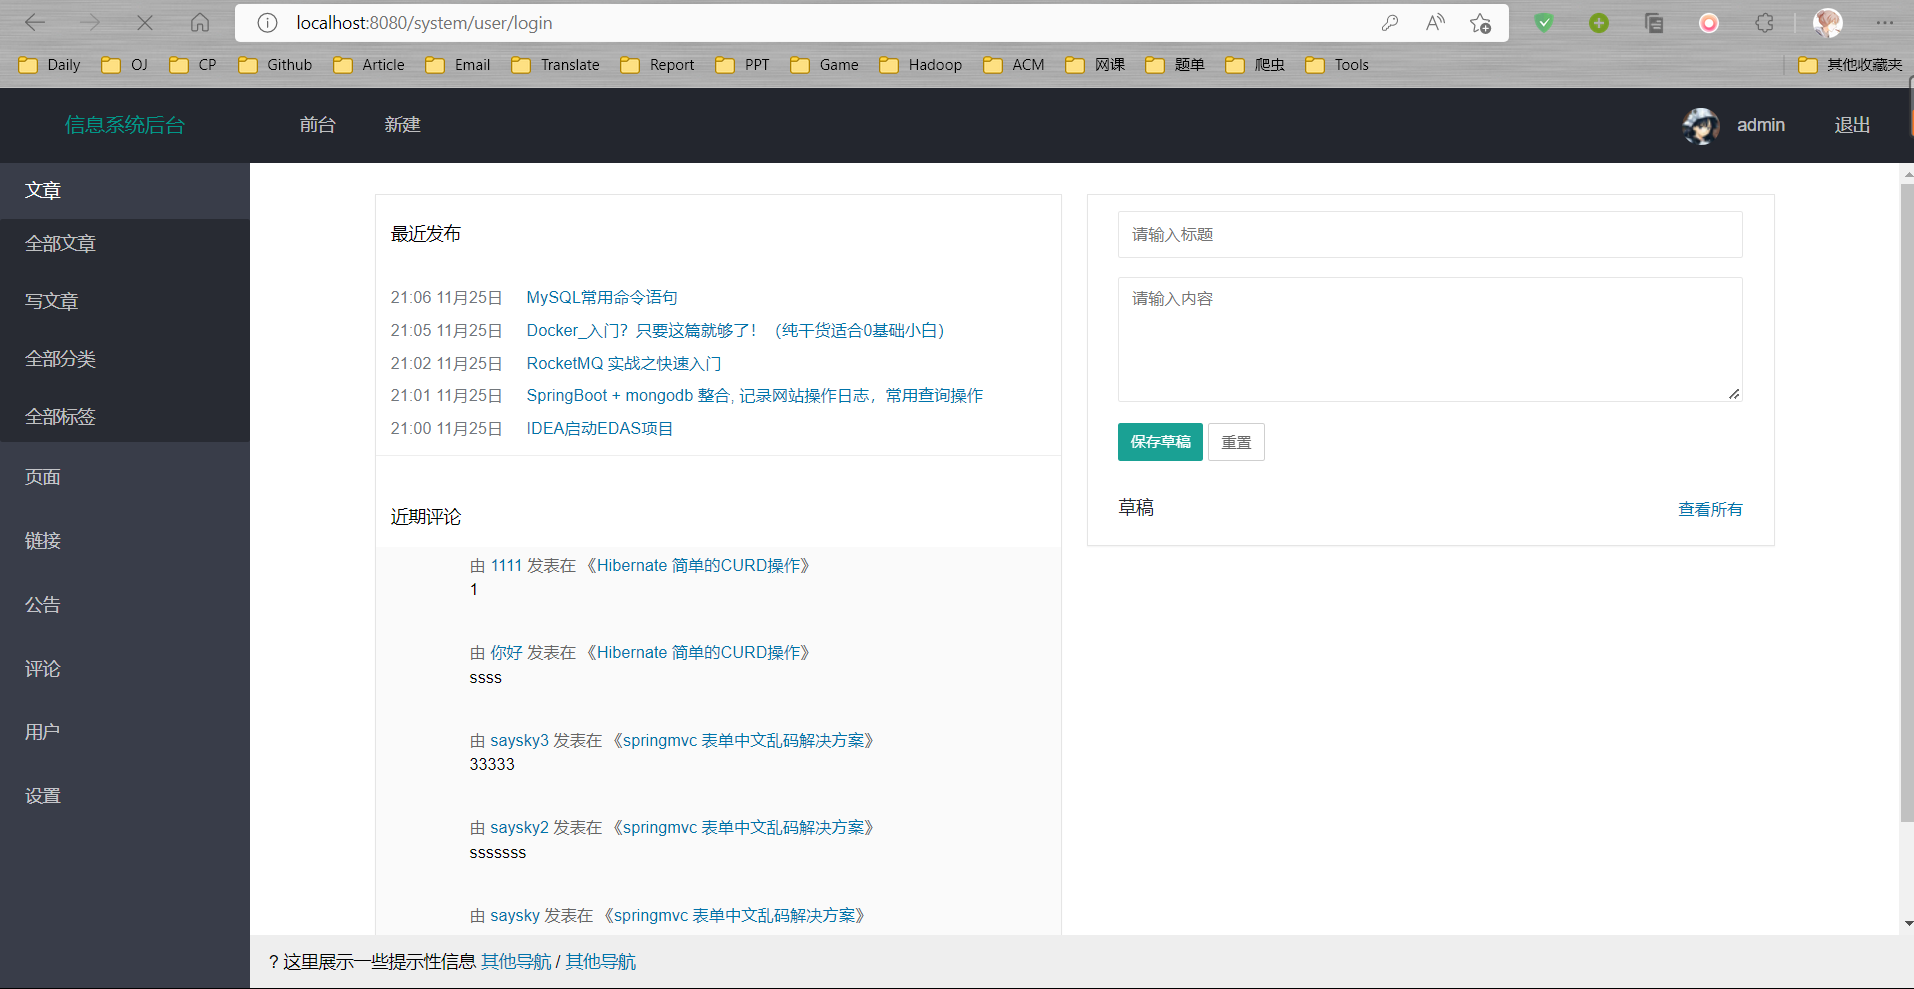 localhost:8080/system/user/login
Daily OJ CP Github Article Email Translate Report PPT Game Hadoop ACM 网课 题单 爬虫 Tools 其他收藏夹
信息系统后台 前台 新建 admin 退出
文章
全部文章
写文章
全部分类
全部标签
页面
链接
公告
评论
用户
设置
最近发布
21:06 11月25日 MySQL常用命令语句
21:05 11月25日 Docker_入门？只要这篇就够了！（纯干货适合0基础小白）
21:02 11月25日 RocketMQ 实战之快速入门
21:01 11月25日 SpringBoot + mongodb 整合, 记录网站操作日志，常用查询操作
21:00 11月25日 IDEA启动EDAS项目
近期评论
由 1111 发表在 《Hibernate 简单的CURD操作》
1
由 你好 发表在 《Hibernate 简单的CURD操作》
ssss
由 saysky3 发表在 《springmvc 表单中文乱码解决方案》
33333
由 saysky2 发表在 《springmvc 表单中文乱码解决方案》
sssssss
由 saysky 发表在 《springmvc 表单中文乱码解决方案》
请输入标题
请输入内容
保存草稿 重置
草稿 查看所有
? 这里展示一些提示性信息 其他导航 / 其他导航